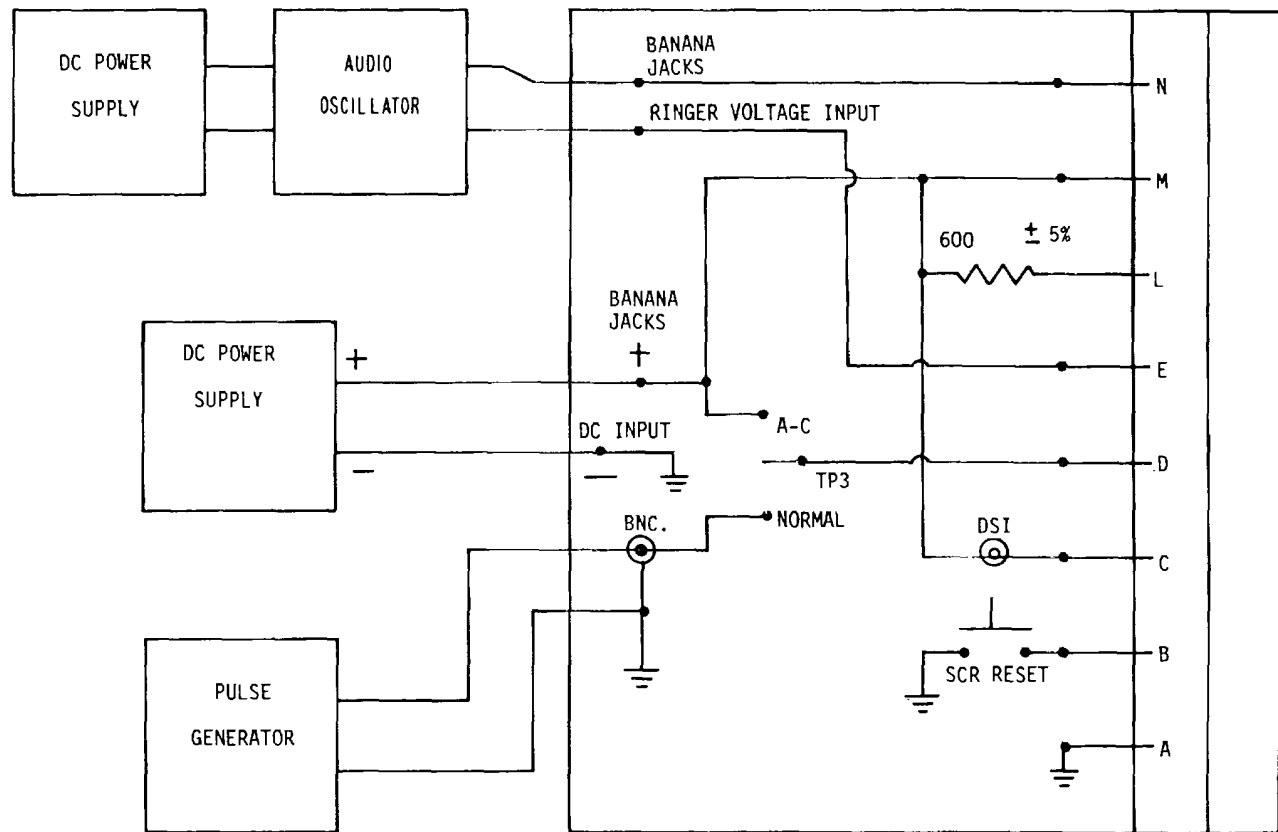 DC POWER
SUPPLY
AUDIO
OSCILLATOR
BANANA
JACKS
N
RINGER VOLTAGE INPUT
M
600 ± 5%
L
BANANA
JACKS
+
DC POWER
SUPPLY
+
−
E
A-C
DC INPUT
−
TP3
D
NORMAL
BNC.
DSI
C
SCR RESET
B
PULSE
GENERATOR
A